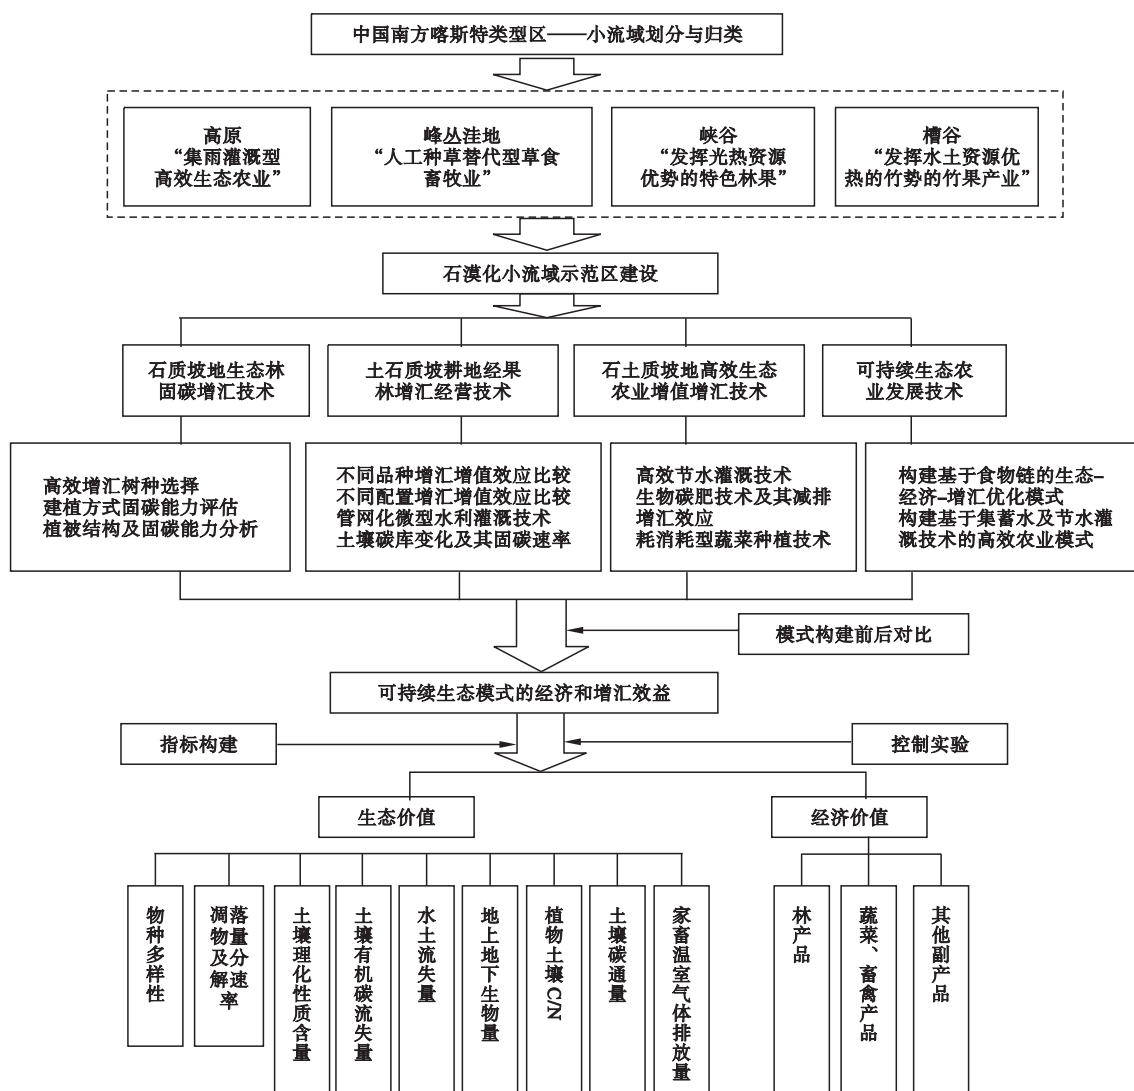 中国南方喀斯特类型区——小流域划分与归类
高原
“集雨灌溉型
高效生态农业”
峰丛洼地
“人工种草替代型草食
畜牧业”
峡谷
“发挥光热资源
优势的特色林果”
槽谷
“发挥水土资源优
热的竹势的竹果产业”
石漠化小流域示范区建设
石质坡地生态林
固碳增汇技术
土石质坡耕地经果
林增汇经营技术
石土质坡地高效生态
农业增值增汇技术
可持续生态农
业发展技术
高效增汇树种选择
建植方式固碳能力评估
植被结构及固碳能力分析
不同品种增汇增值效应比较
不同配置增汇增值效应比较
管网化微型水利灌溉技术
土壤碳库变化及其固碳速率
高效节水灌溉技术
生物碳肥技术及其减排
增汇效应
耗消耗型蔬菜种植技术
构建基于食物链的生态–
经济–增汇优化模式
构建基于集蓄水及节水灌
溉技术的高效农业模式
模式构建前后对比
可持续生态模式的经济和增汇效益
指标构建
控制实验
生态价值
经济价值
物种多样性
凋落
物量
及分
解速
率
土壤理化性质含量
土壤有机碳流失量
水土流失量
地上地下生物量
植物土壤C/N
土壤碳通量
家畜温室气体排放量
林产品
蔬菜、畜禽产品
其他副产品